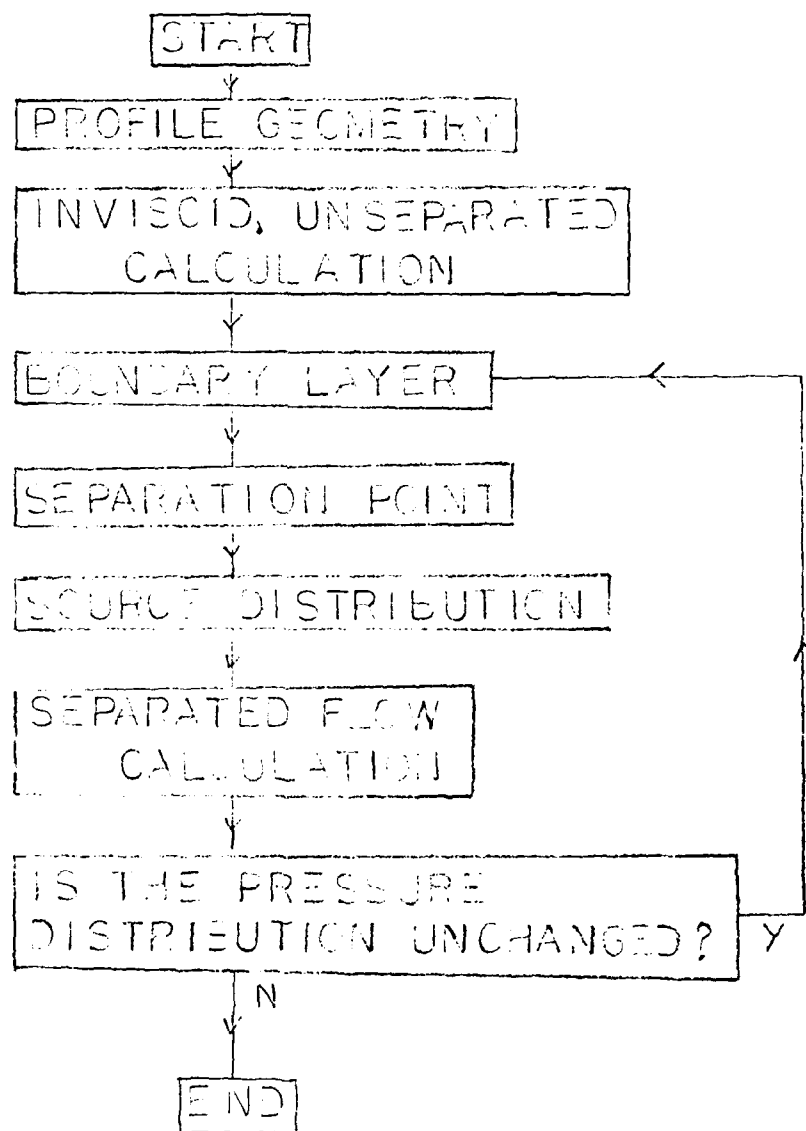 START
PROFILE GEOMETRY
INVISCID, UNSEPARATED
CALCULATION
BOUNDARY LAYER
SEPARATION POINT
SOURCE DISTRIBUTION
SEPARATED FLOW
CALCULATION
IS THE PRESSURE
DISTRIBUTION UNCHANGED?
Y
N
END